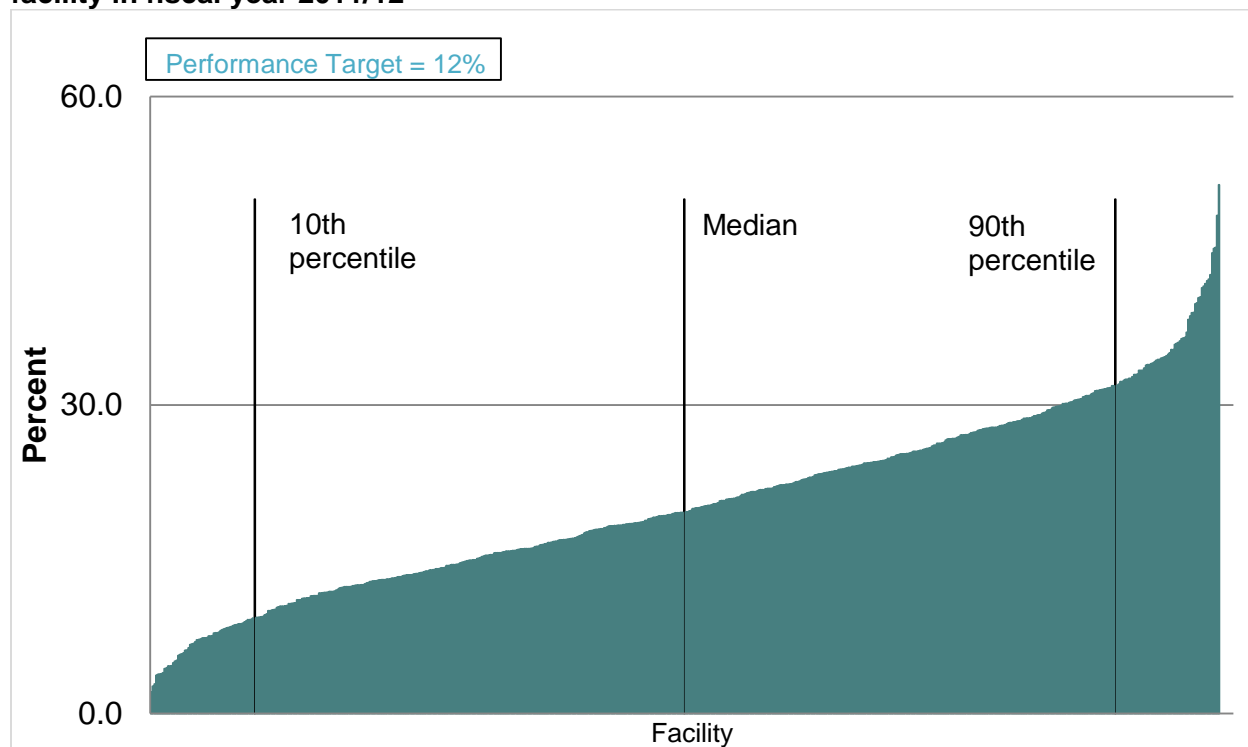 Performance Target = 12%
60.0
10th
percentile
Median
90th
percentile
Percent
30.0
0.0
Facility